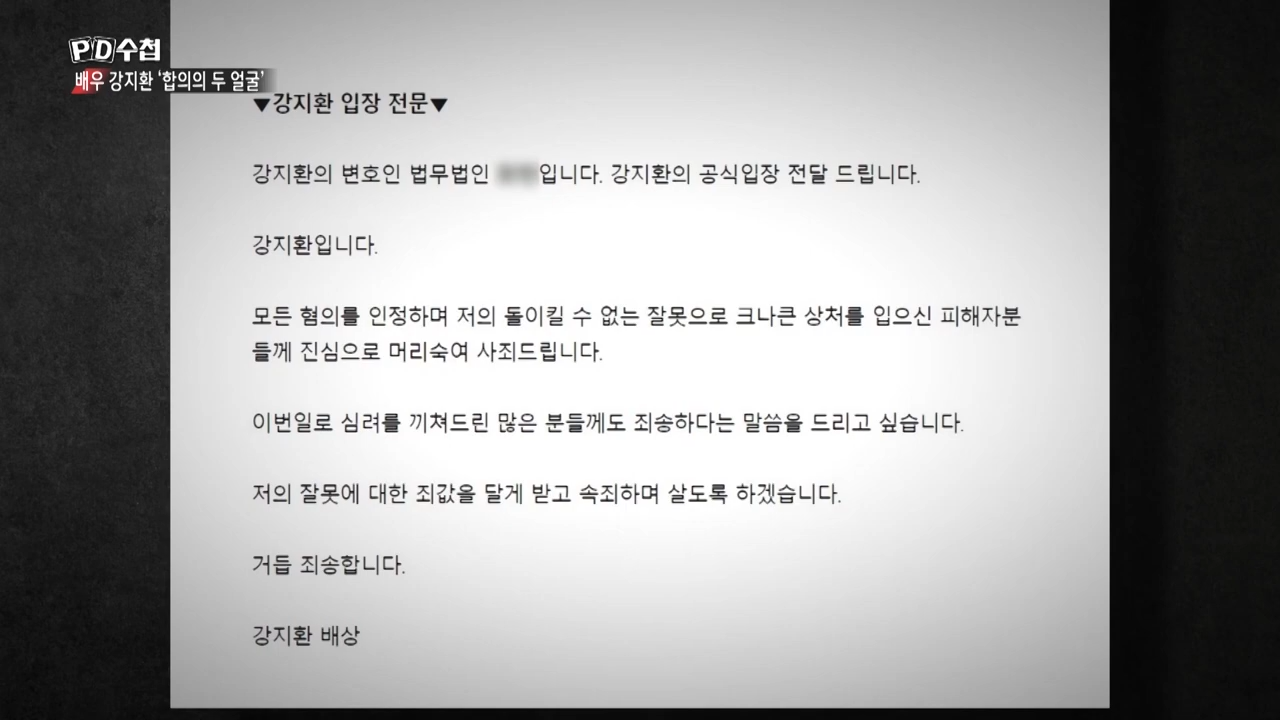 PD수첩
배우 강지환 '합의의 두 얼굴'
▼강지환 입장 전문▼
강지환의 변호인 법무법인 입니다. 강지환의 공식입장 전달 드립니다.
강지환입니다.
모든 혐의를 인정하며 저의 돌이킬 수 없는 잘못으로 크나큰 상처를 입으신 피해자분
들께 진심으로 머리숙여 사죄드립니다.
이번일로 심려를 끼쳐드린 많은 분들께도 죄송하다는 말씀을 드리고 싶습니다.
저의 잘못에 대한 죄값을 달게 받고 속죄하며 살도록 하겠습니다.
거듭 죄송합니다.
강지환 배상